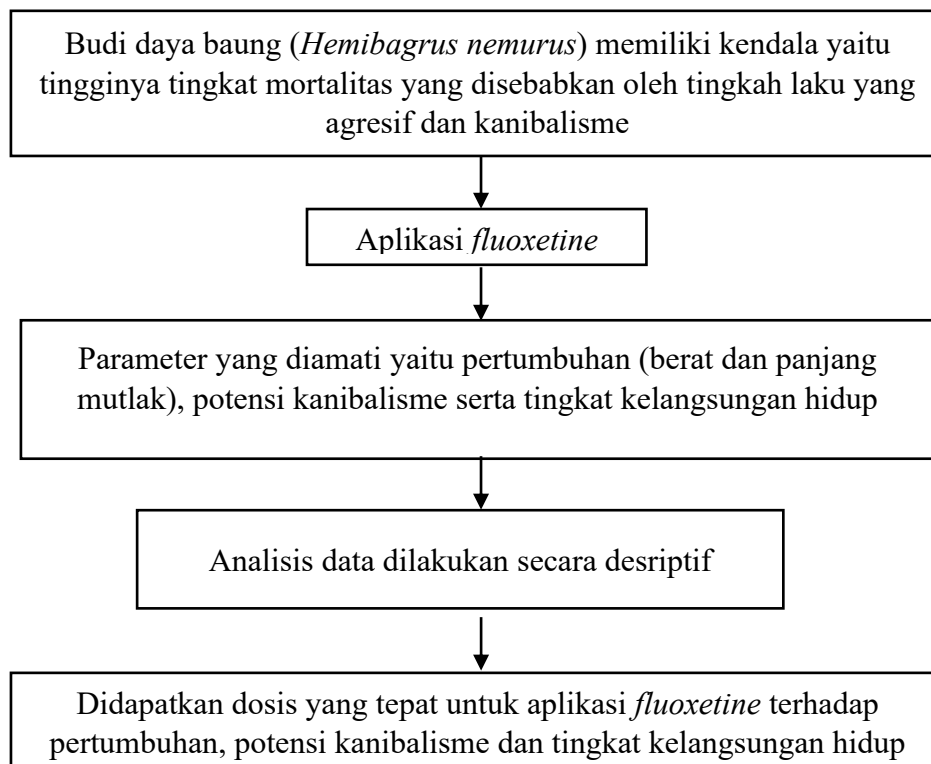 Budi daya baung (Hemibagrus nemurus) memiliki kendala yaitu
tingginya tingkat mortalitas yang disebabkan oleh tingkah laku yang
agresif dan kanibalisme
Aplikasi fluoxetine
Parameter yang diamati yaitu pertumbuhan (berat dan panjang
mutlak), potensi kanibalisme serta tingkat kelangsungan hidup
Analisis data dilakukan secara desriptif
Didapatkan dosis yang tepat untuk aplikasi fluoxetine terhadap
pertumbuhan, potensi kanibalisme dan tingkat kelangsungan hidup